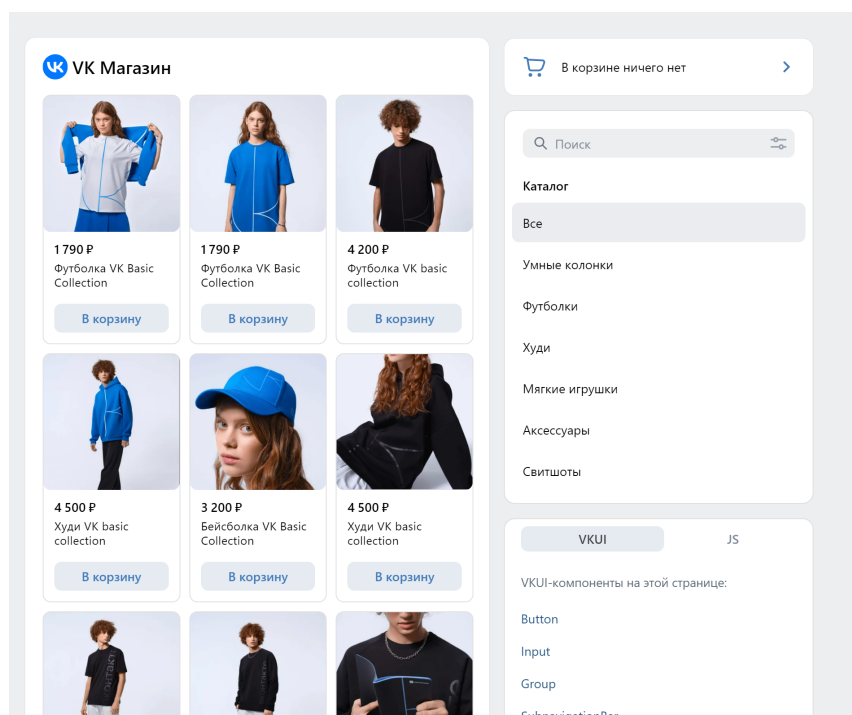 VK Магазин
1 790 ₽
Футболка VK Basic
Collection
В корзину
1 790 ₽
Футболка VK Basic
Collection
В корзину
4 200 ₽
Футболка VK basic
collection
В корзину
4 500 ₽
Худи VK basic
collection
В корзину
3 200 ₽
Бейсболка VK Basic
Collection
В корзину
4 500 ₽
Худи VK basic
collection
В корзину
В корзине ничего нет
Поиск
Каталог
Все
Умные колонки
Футболки
Худи
Мягкие игрушки
Аксессуары
Свитшоты
VKUI
JS
VKUI-компоненты на этой странице:
Button
Input
Group
SubnavigationBar